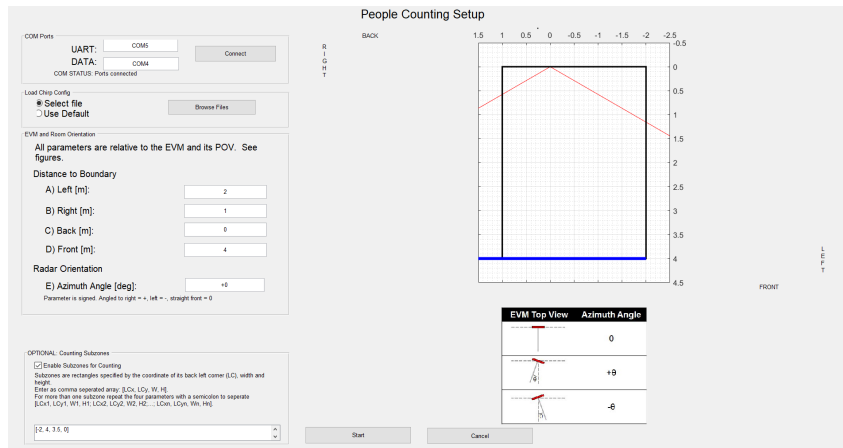 People Counting Setup
COM Ports
UART:
COM5
DATA:
COM4
Connect
COM STATUS: Ports connected
Load Chirp Config
Select file
Use Default
Browse Files
EVM and Room Orientation
All parameters are relative to the EVM and its POV. See
figures.
Distance to Boundary
A) Left [m]:
2
B) Right [m]:
1
C) Back [m]:
0
D) Front [m]:
4
Radar Orientation
E) Azimuth Angle [deg]:
+0
Parameter is signed. Angled to right = +, left = -, straight front = 0
OPTIONAL: Counting Subzones
Enable Subzones for Counting
Subzones are rectangles specified by the coordinate of its back left corner (LC), width and
height.
Enter as comma seperated array: [LCx, LCy, W, H].
For more than one subzone repeat the four parameters with a semicolon to seperate
[LCx1, LCy1, W1, H1; LCx2, LCy2, W2, H2;...; LCxn, LCyn, Wn, Hn].
[-2, 4, 3.5, 0]
Start
Cancel
R
I
G
H
T
BACK
1.5 1 0.5 0 -0.5 -1 -1.5 -2 -2.5
-0.5
0
0.5
1
1.5
2
2.5
3
3.5
4
4.5
L
E
F
T
FRONT
EVM Top View Azimuth Angle
0
+θ
-θ